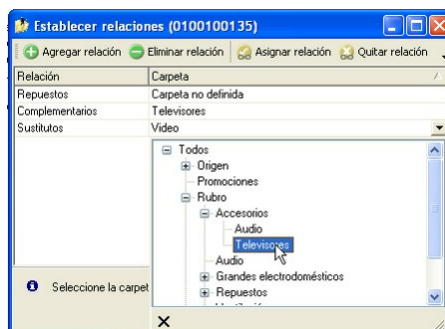 Establecer relaciones (0100100135)
Agregar relación Eliminar relación Asignar relación Quitar relación
Relación Carpeta
Repuestos Carpeta no definida
Complementarios Televisores
Sustitutos Video
Todos
Origen
Promociones
Rubro
Accesorios
Audio
Televisores
Audio
Grandes electrodomésticos
Repuestos
Seleccione la carpet